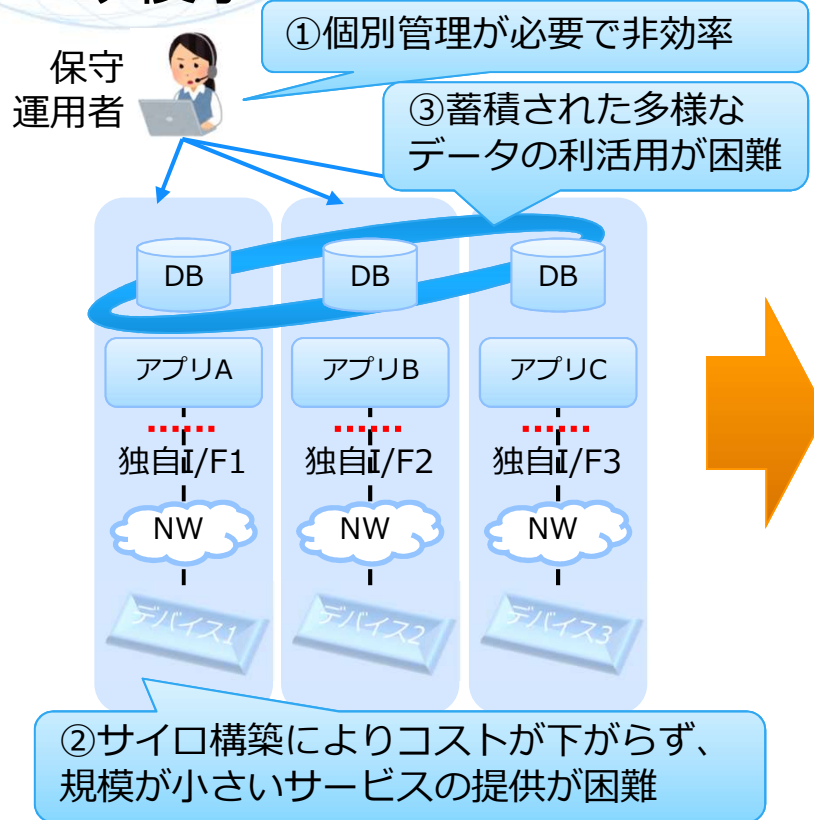 ①個別管理が必要で非効率
保守
運用者
③蓄積された多様な
データの利活用が困難
DB
DB
DB
アプリA
アプリB
アプリC
独自I/F1
独自I/F2
独自I/F3
NW
NW
NW
デバイス1
デバイス2
デバイス3
②サイロ構築によりコストが下がらず、
規模が小さいサービスの提供が困難